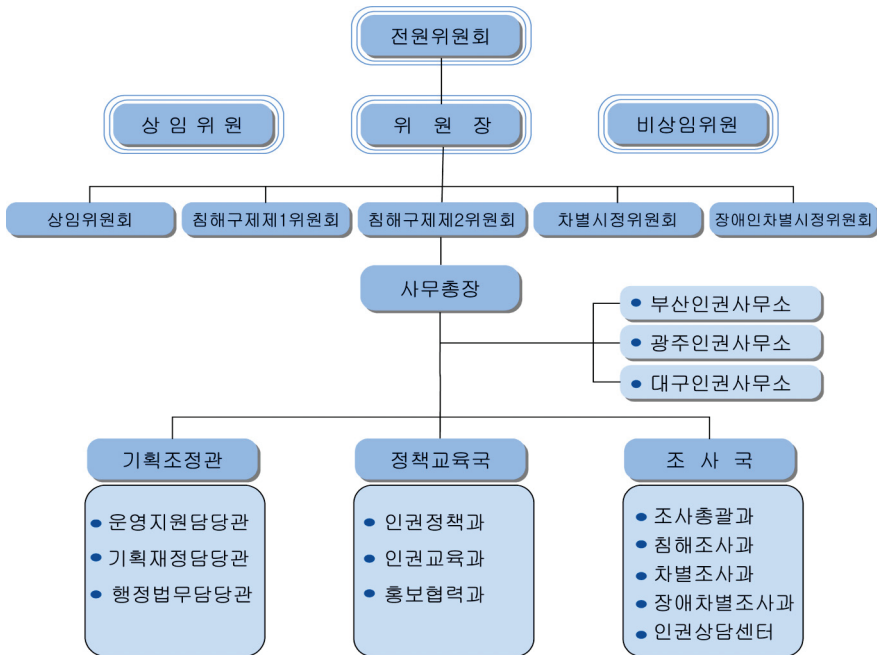 전원위원회
상 임 위 원
위 원 장
비상임위원
상임위원회
침해구제제1위원회
침해구제제2위원회
차별시정위원회
장애인차별시정위원회
사무총장
부산인권사무소
광주인권사무소
대구인권사무소
기획조정관
운영지원담당관
기획재정담당관
행정법무담당관
정책교육국
인권정책과
인권교육과
홍보협력과
조 사 국
조사총괄과
침해조사과
차별조사과
장애차별조사과
인권상담센터